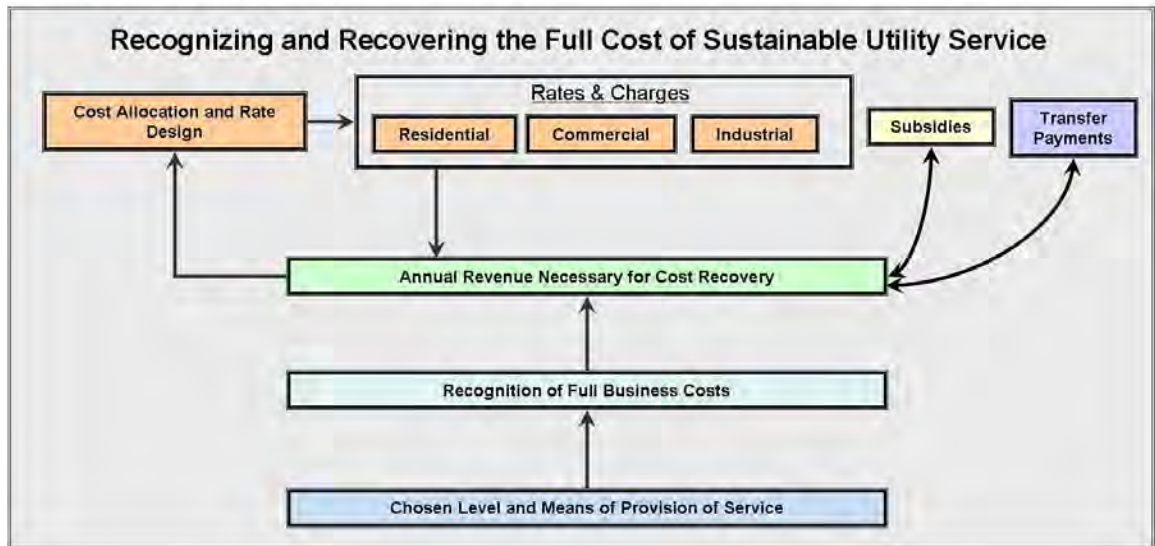 Recognizing and Recovering the Full Cost of Sustainable Utility Service
Rates & Charges
Cost Allocation and Rate
Design
Residential
Commercial
Industrial
Subsidies
Transfer
Payments
Annual Revenue Necessary for Cost Recovery
Recognition of Full Business Costs
Chosen Level and Means of Provision of Service